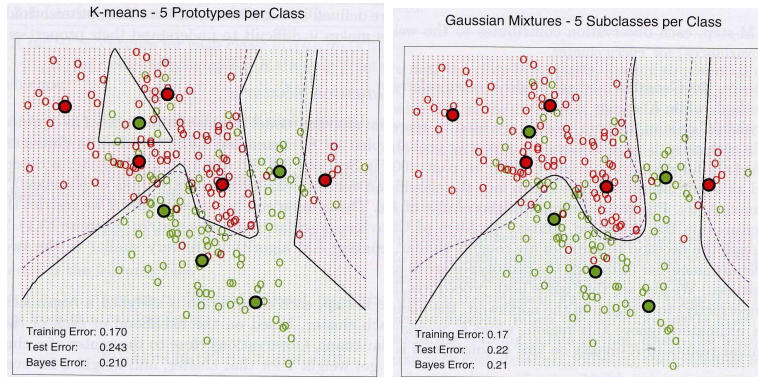 K-means - 5 Prototypes per Class
Training Error: 0.170
Test Error: 0.243
Bayes Error: 0.210
Gaussian Mixtures - 5 Subclasses per Class
Training Error: 0.17
Test Error: 0.22
Bayes Error: 0.21